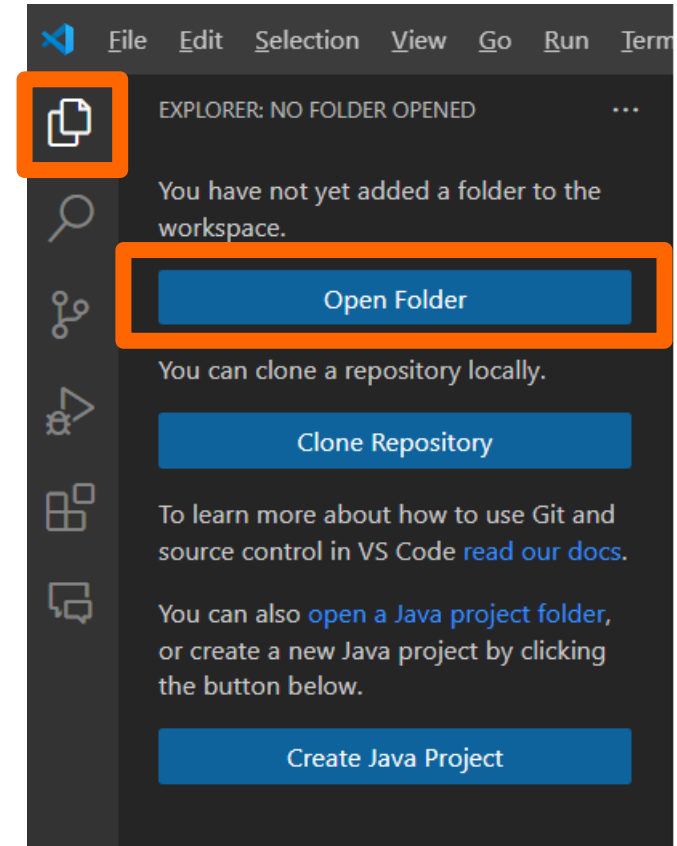 File Edit Selection View Go Run Term
EXPLORER: NO FOLDER OPENED ...
You have not yet added a folder to the
workspace.
Open Folder
You can clone a repository locally.
Clone Repository
To learn more about how to use Git and
source control in VS Code read our docs.
You can also open a Java project folder,
or create a new Java project by clicking
the button below.
Create Java Project